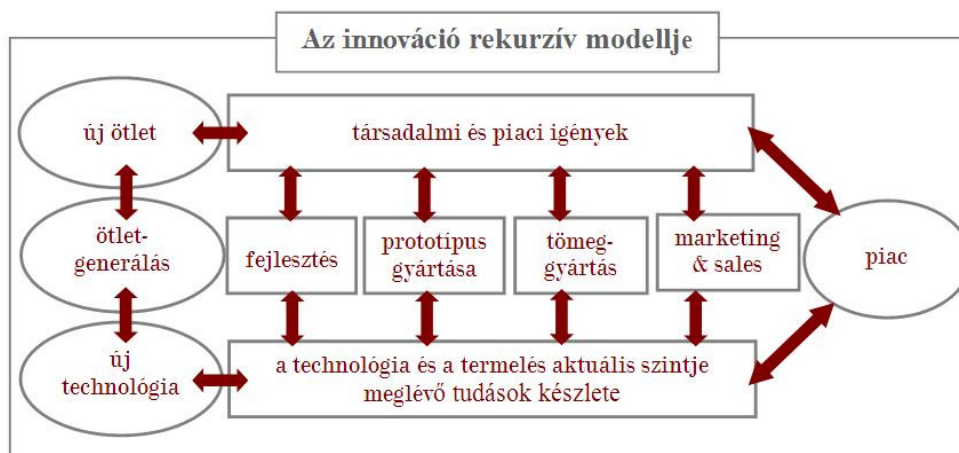 Az innováció rekurzív modellje
új ötlet
társadalmi és piaci igények
ötlet-
generálás
fejlesztés
prototípus
gyártása
tömeg-
gyártás
marketing
& sales
piac
új
technológia
a technológia és a termelés aktuális szintje
meglévő tudások készlete